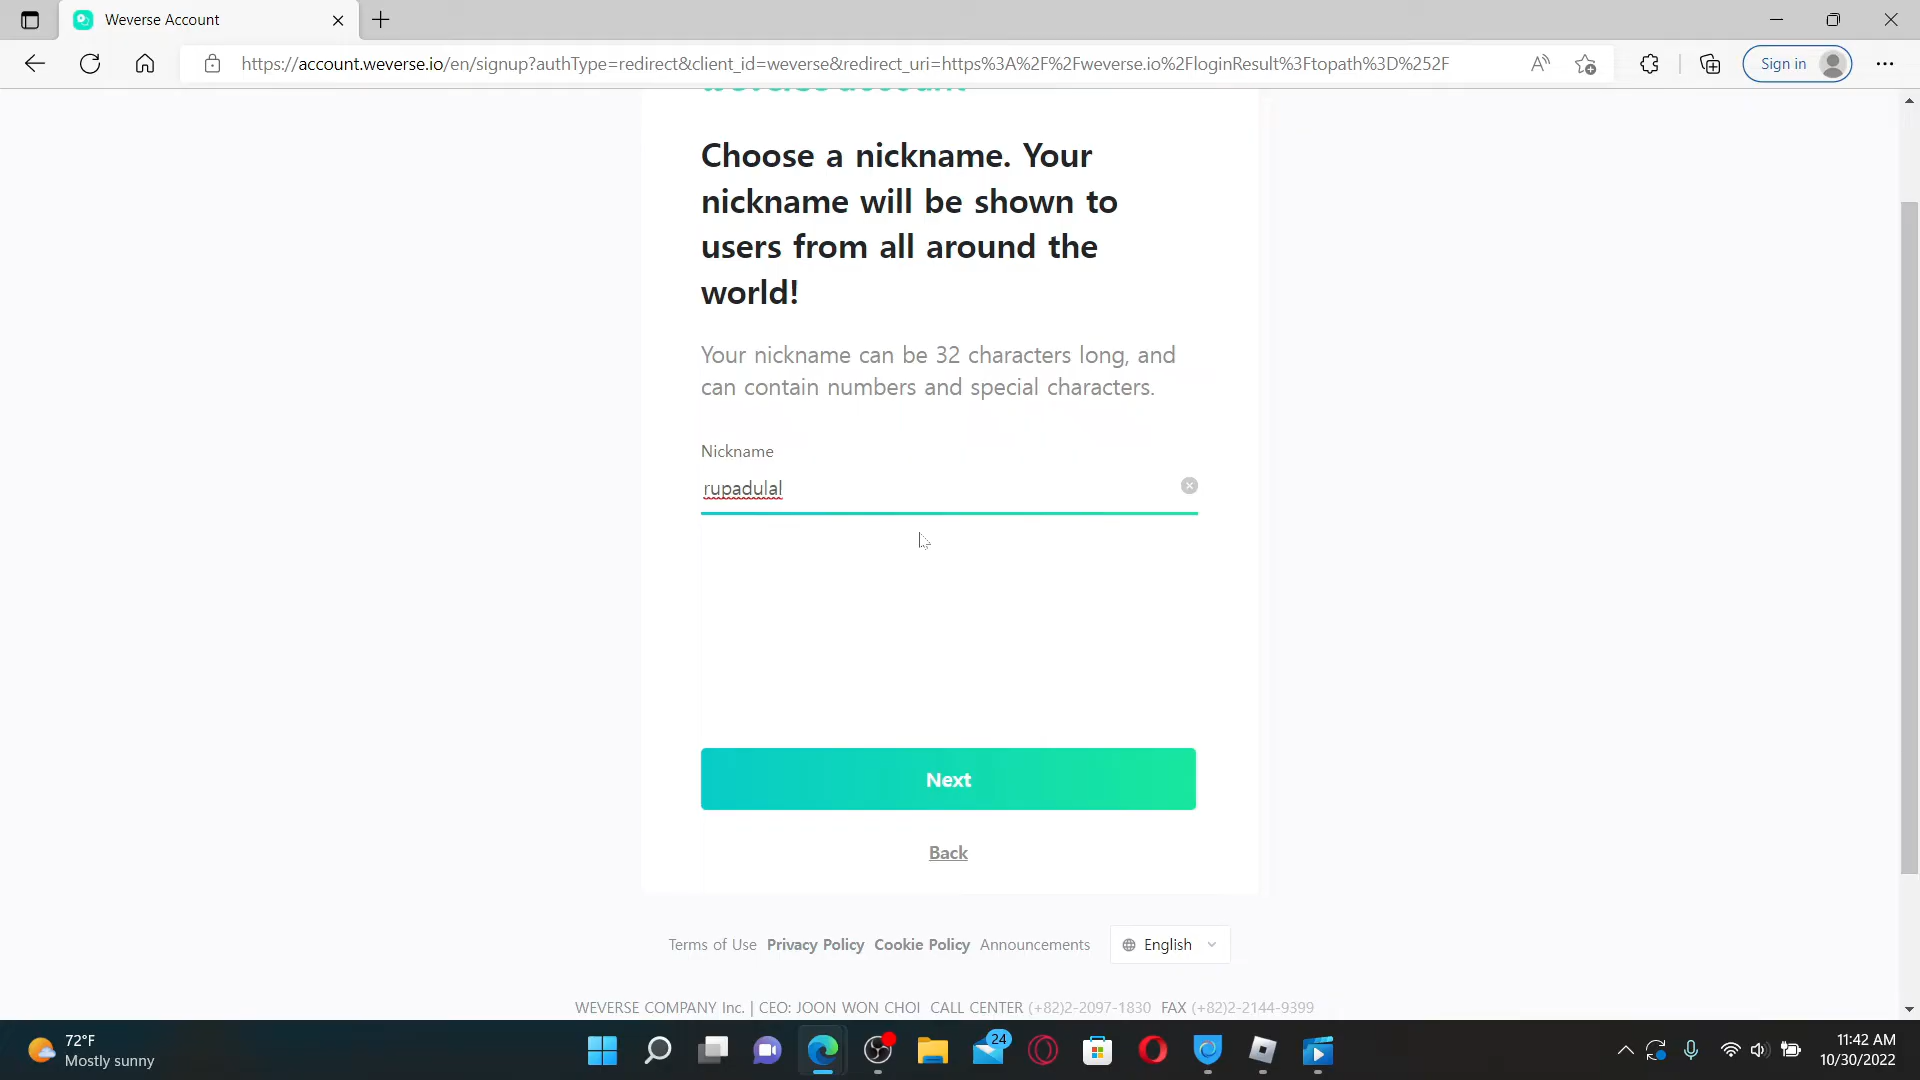 Weverse Account
https://account.weverse.io/en/signup?authType=redirect&client_id=weverse&redirect_uri=https%3A%2F%2Fweverse.io%2FloginResult%3Ftopath%3D%252F
Sign in
Choose a nickname. Your
nickname will be shown to
users from all around the
world!
Your nickname can be 32 characters long, and
can contain numbers and special characters.
Nickname
rupadulal
Next
Back
Terms of Use Privacy Policy Cookie Policy Announcements English
WEVERSE COMPANY Inc. | CEO: JOON WON CHOI CALL CENTER (+82)2-2097-1830 FAX (+82)2-2144-9399
72°F
Mostly sunny
24
11:42 AM
10/30/2022